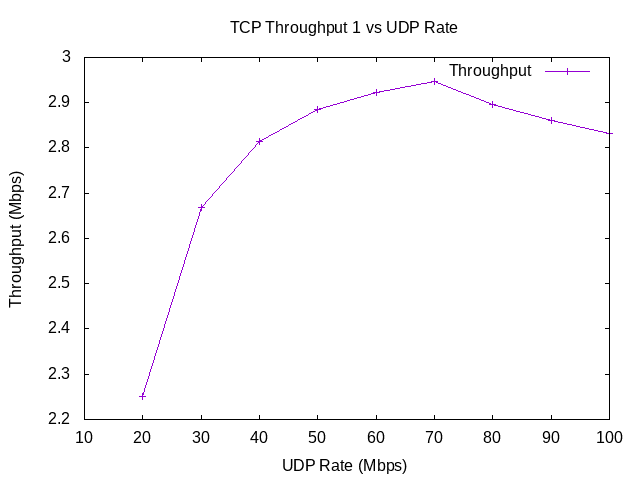 TCP Throughput 1 vs UDP Rate
Throughput
3
2.9
2.8
2.7
2.6
2.5
2.4
2.3
2.2
Throughput (Mbps)
10 20 30 40 50 60 70 80 90 100
UDP Rate (Mbps)